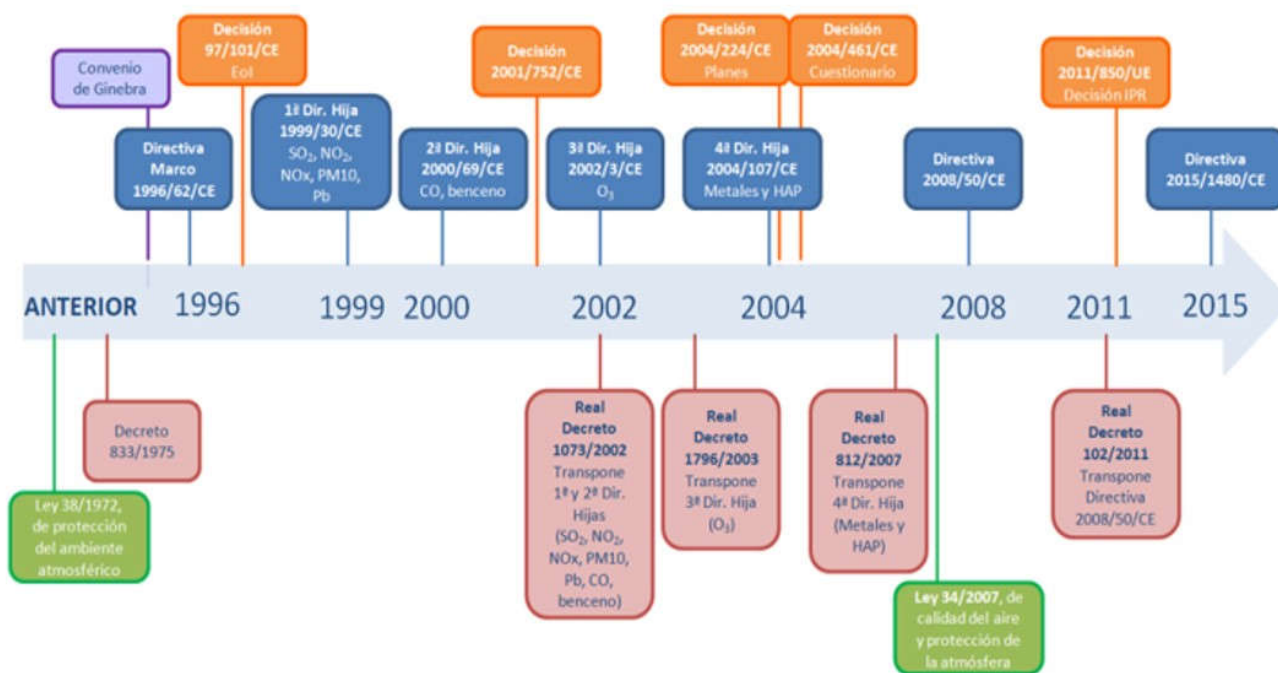 Convenio
de Ginebra
Decisión
97/101/CE
EoI
Decisión
2001/752/CE
Decisión
2004/224/CE
Planes
Decisión
2004/461/CE
Cuestionario
Decisión
2011/850/UE
Decisión IPR
Directiva
Marco
1996/62/CE
1ª Dir. Hija
1999/30/CE
SO₂, NO₂,
NOx, PM10,
Pb
2ª Dir. Hija
2000/69/CE
CO, benceno
3ª Dir. Hija
2002/3/CE
O₃
4ª Dir. Hija
2004/107/CE
Metales y HAP
Directiva
2008/50/CE
Directiva
2015/1480/CE
ANTERIOR 1996 1999 2000 2002 2004 2008 2011 2015
Ley 38/1972,
de protección
del ambiente
atmosférico
Decreto
833/1975
Real
Decreto
1073/2002
Transpone
1ª y 2ª Dir.
Hijas
(SO₂, NO₂,
NOx, PM10,
Pb, CO,
benceno)
Real
Decreto
1796/2003
Transpone
3ª Dir. Hija
(O₃)
Real
Decreto
812/2007
Transpone
4ª Dir. Hija
(Metales y
HAP)
Ley 34/2007, de
calidad del aire
y protección de
la atmósfera
Real
Decreto
102/2011
Transpone
Directiva
2008/50/CE